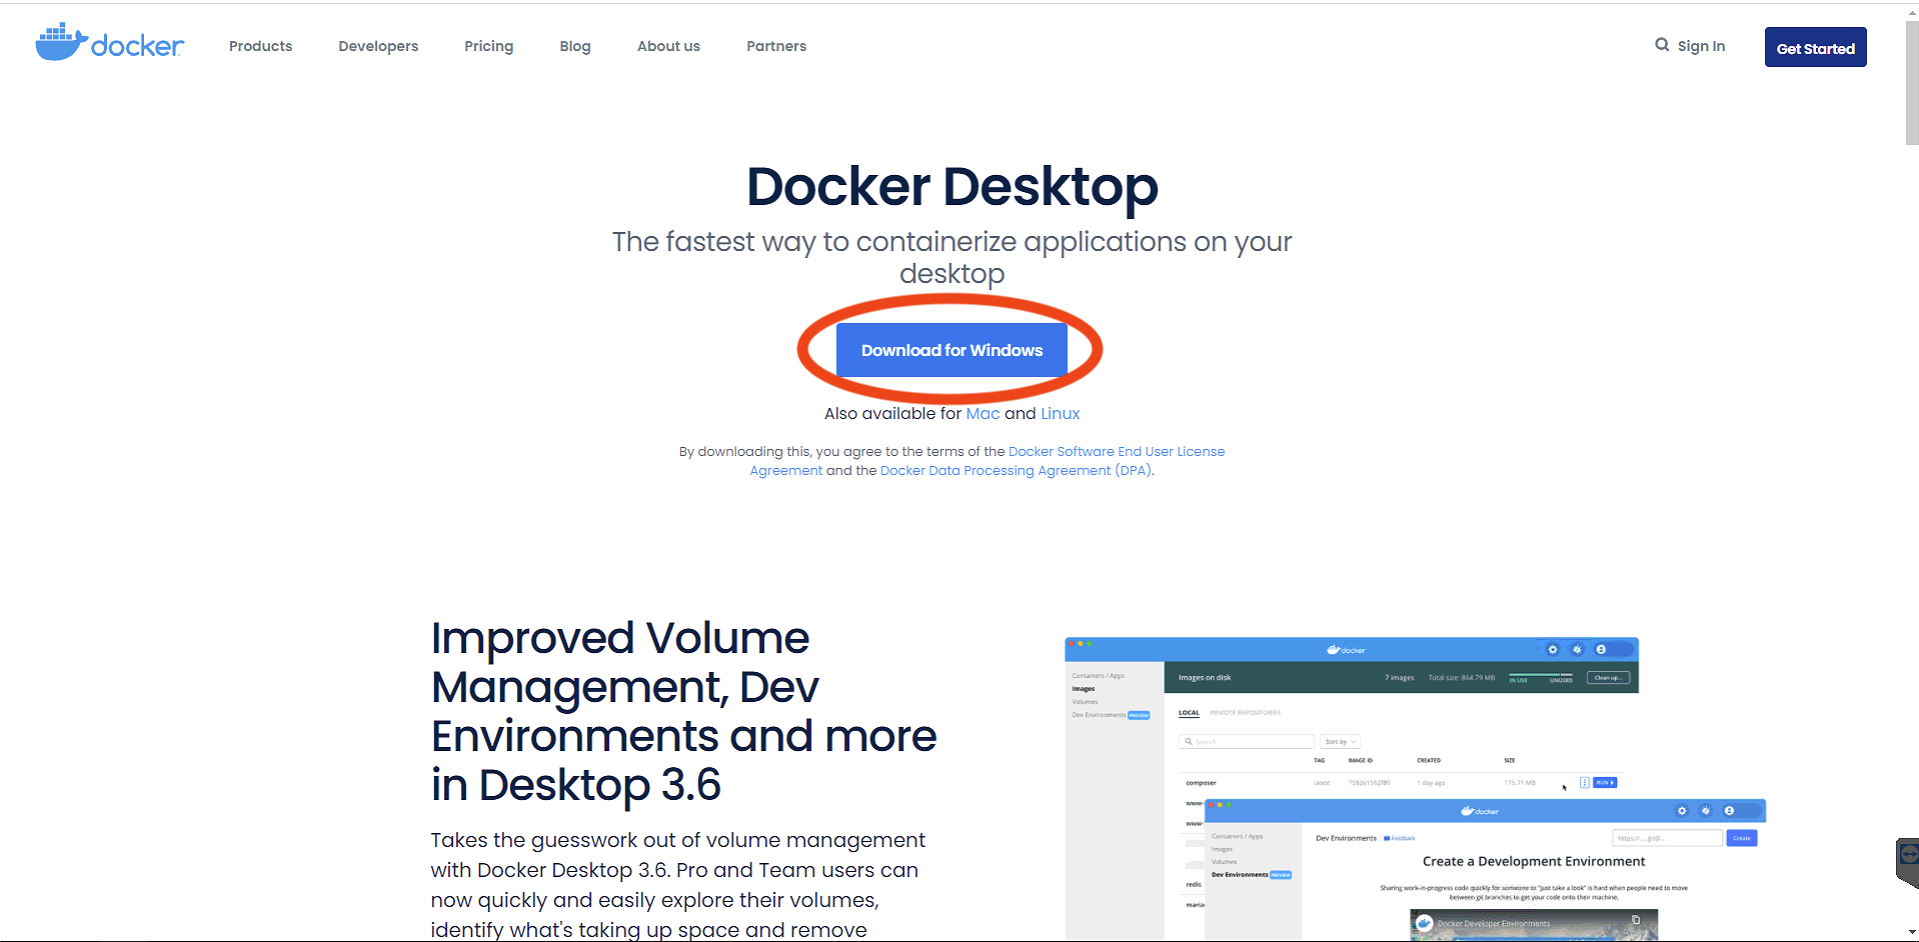 docker
Products
Developers
Pricing
Blog
About us
Partners
Sign In
Get Started
Docker Desktop
The fastest way to containerize applications on your
desktop
Download for Windows
Also available for Mac and Linux
By downloading this, you agree to the terms of the Docker Software End User License
Agreement and the Docker Data Processing Agreement (DPA).
Improved Volume
Management, Dev
Environments and more
in Desktop 3.6
Takes the guesswork out of volume management
with Docker Desktop 3.6. Pro and Team users can
now quickly and easily explore their volumes,
identify what's taking up space and remove
docker
Containers / Apps
Images
Volumes
Dev Environments PREVIEW
Images on disk
7 images
Total size: 864.79 MB
IN USE
UNUSED
Clean up...
LOCAL
REMOTE REPOSITORIES
Search
Sort by
TAG
IMAGE ID
CREATED
SIZE
composer
latest
1 day ago
175.71 MB
RUN
www-
www-
redis
maria
docker
Containers / Apps
Images
Volumes
Dev Environments PREVIEW
Dev Environments
Feedback
Create
Create a Development Environment
Sharing work-in-progress code quickly for someone to "just take a look" is hard when people need to move
between git branches to get your code onto their machine.
Docker Developer Environments